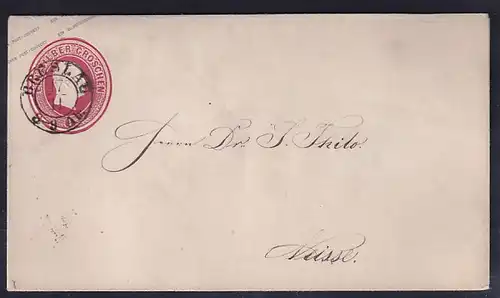 SILBER GROSCHEN
BRESLAU
Herrn Dr. J. Thilo.
Neisse.